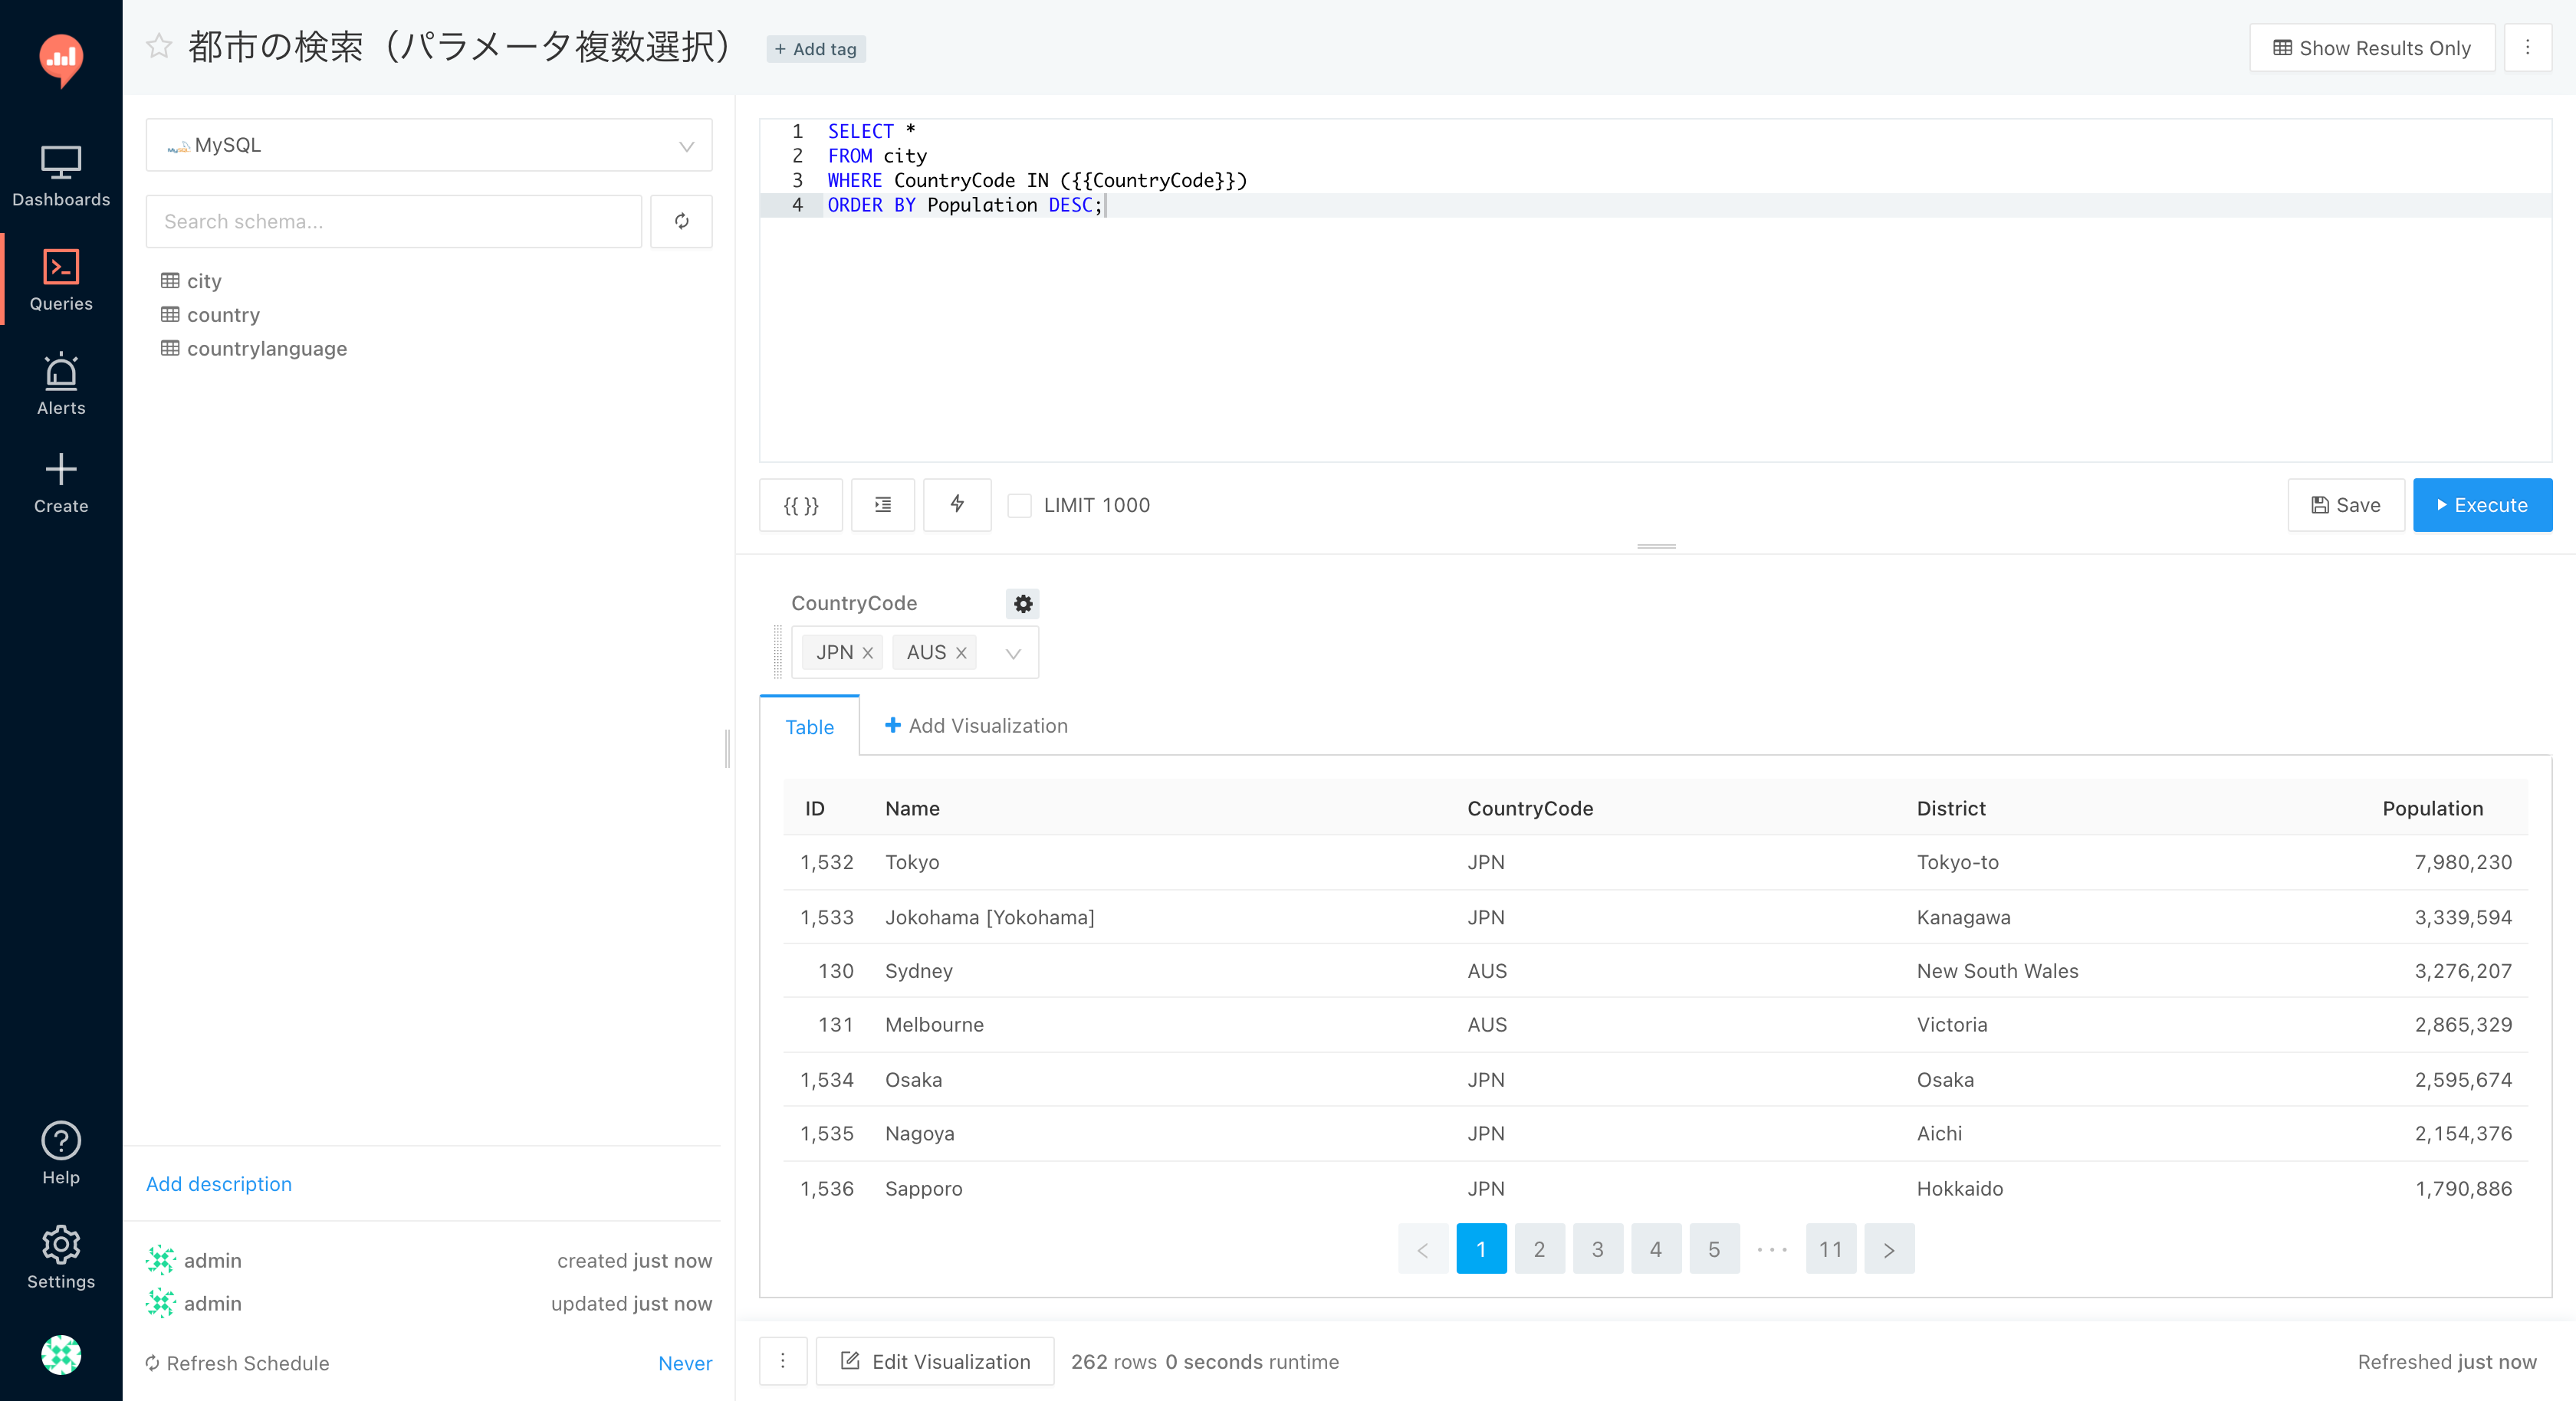 都市の検索（パラメータ複数選択）
+ Add tag
Show Results Only
Dashboards
Queries
Alerts
Create
Help
Settings
MySQL
Search schema...
city
country
countrylanguage
Add description
admin created just now
admin updated just now
Refresh Schedule Never
1 SELECT *
2 FROM city
3 WHERE CountryCode IN ({{CountryCode}})
4 ORDER BY Population DESC;
{{ }}
LIMIT 1000
Save
Execute
CountryCode
JPN AUS
Table
Add Visualization
ID Name CountryCode District Population
1,532 Tokyo JPN Tokyo-to 7,980,230
1,533 Jokohama [Yokohama] JPN Kanagawa 3,339,594
130 Sydney AUS New South Wales 3,276,207
131 Melbourne AUS Victoria 2,865,329
1,534 Osaka JPN Osaka 2,595,674
1,535 Nagoya JPN Aichi 2,154,376
1,536 Sapporo JPN Hokkaido 1,790,886
< 1 2 3 4 5 ··· 11 >
Edit Visualization 262 rows 0 seconds runtime Refreshed just now